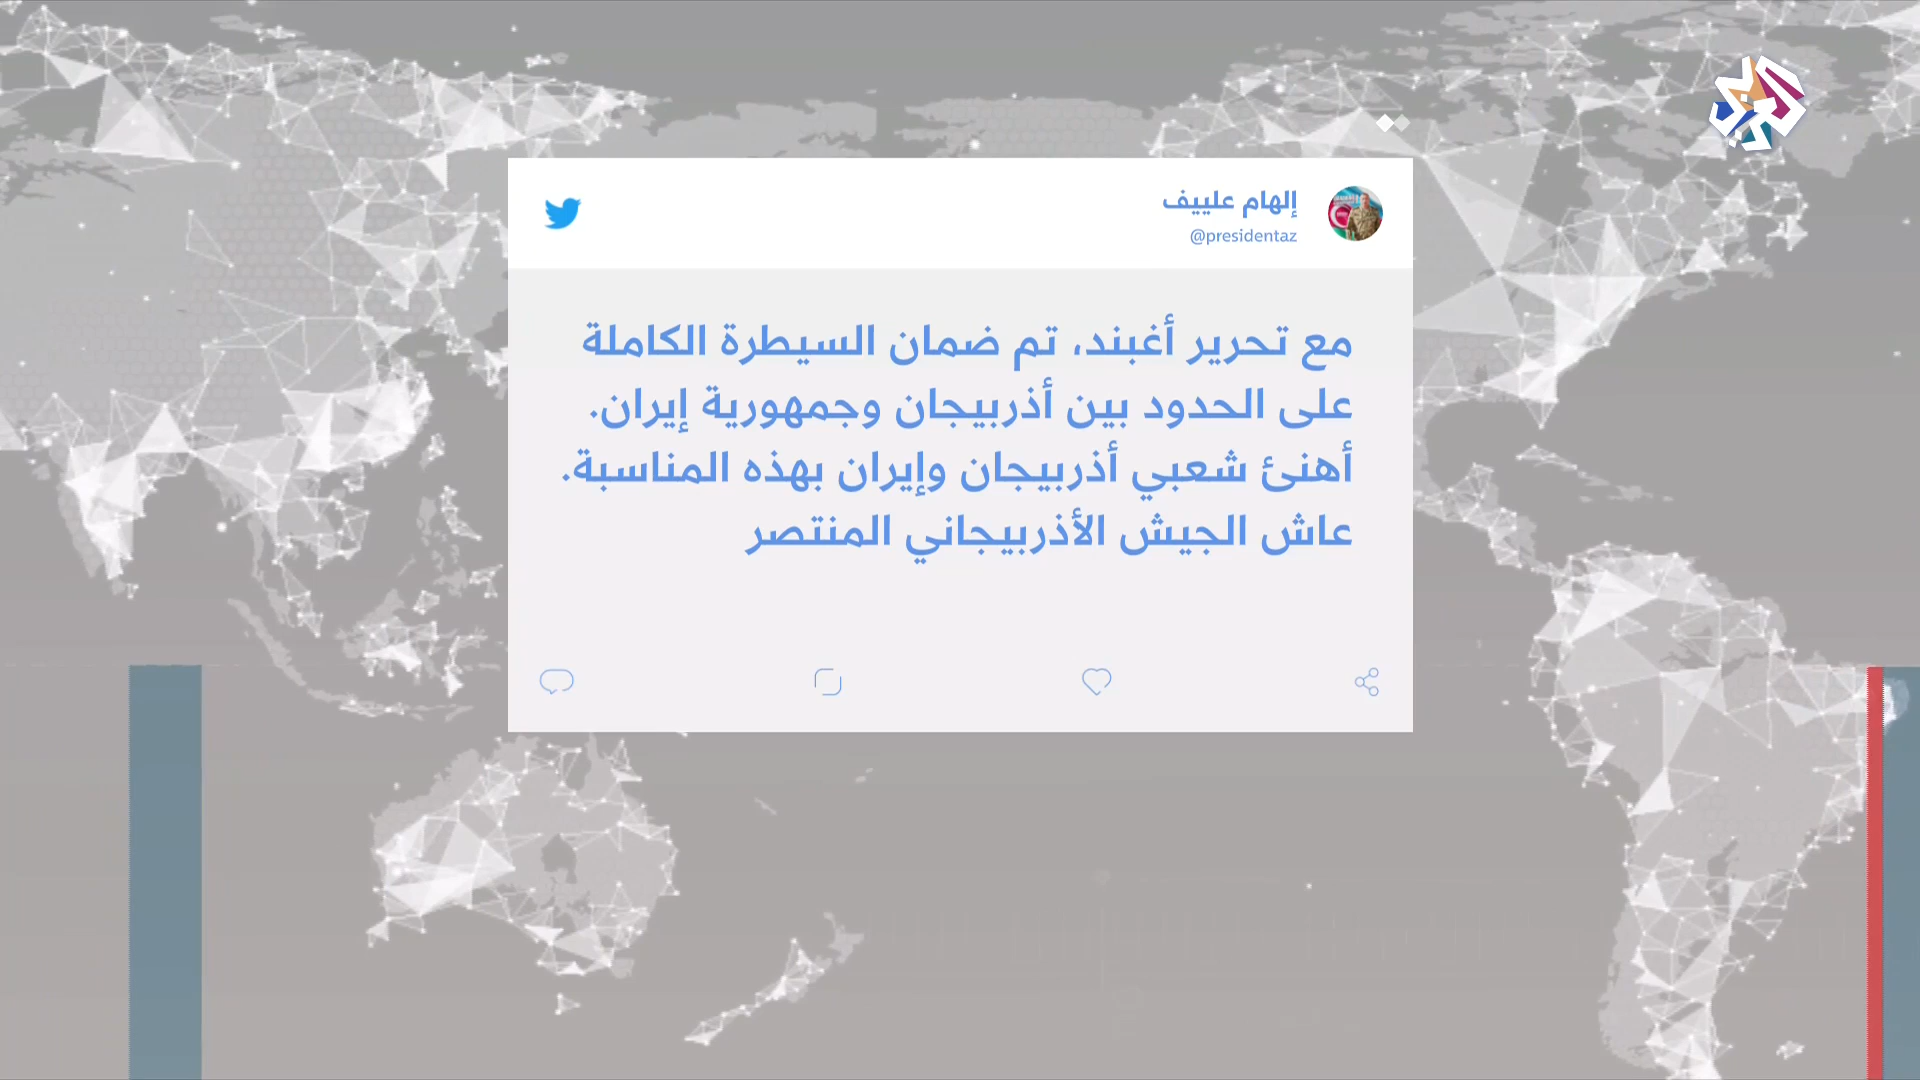 إلهام علييف
@presidentaz
مع تحرير أغبند، تم ضمان السيطرة الكاملة
على الحدود بين أذربيجان وجمهورية إيران.
أهنئ شعبي أذربيجان وإيران بهذه المناسبة.
عاش الجيش الأذربيجاني المنتصر